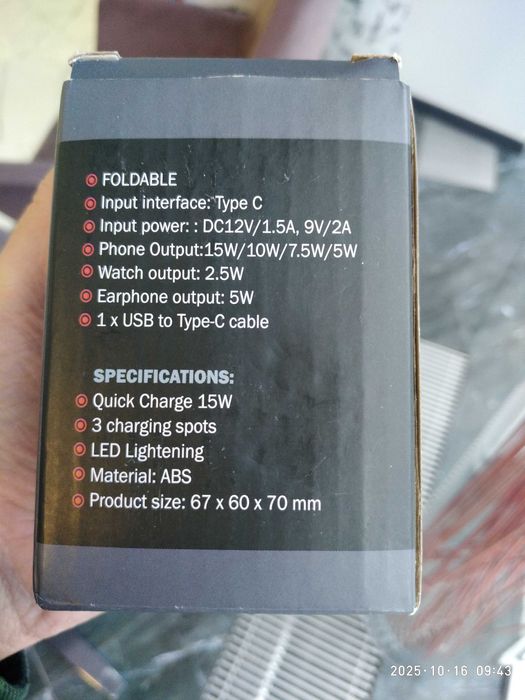 FOLDABLE
Input interface: Type C
Input power: : DC12V/1.5A, 9V/2A
Phone Output:15W/10W/7.5W/5W
Watch output: 2.5W
Earphone output: 5W
1 x USB to Type-C cable
SPECIFICATIONS:
Quick Charge 15W
3 charging spots
LED Lightening
Material: ABS
Product size: 67 x 60 x 70 mm
2025·10·16 09:43